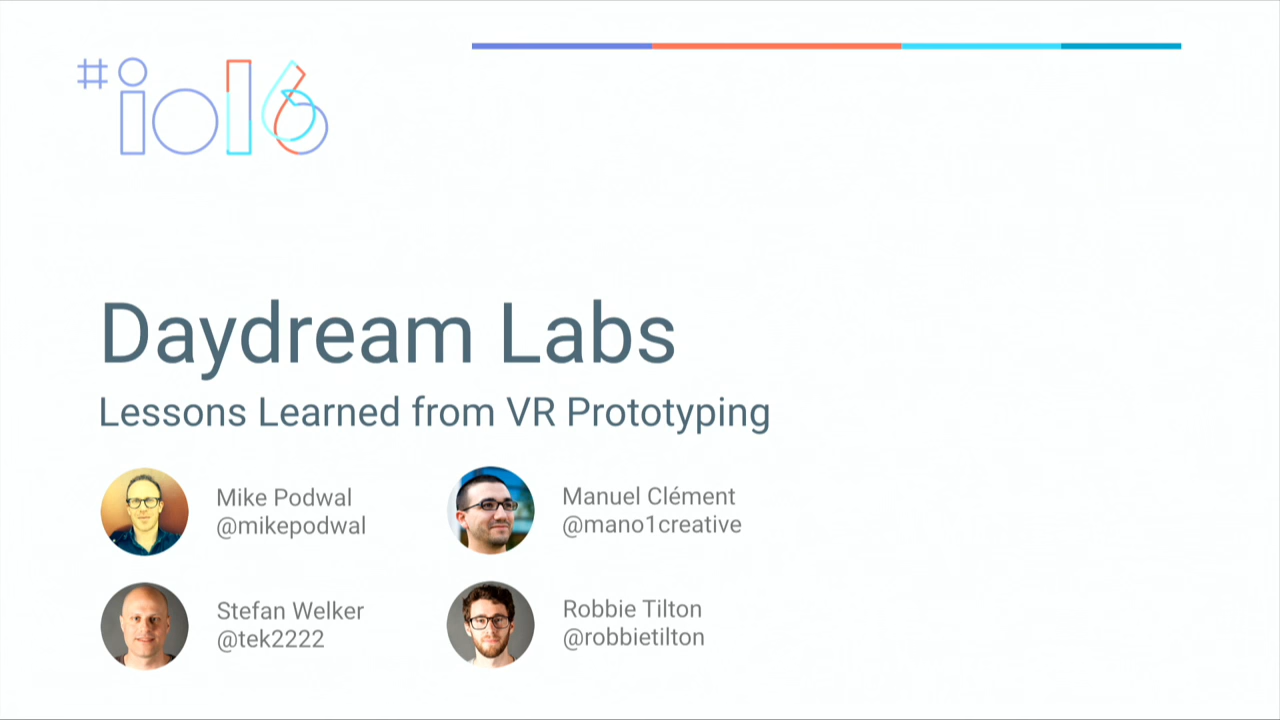 #io16
Daydream Labs
Lessons Learned from VR Prototyping
Mike Podwal
@mikepodwal
Manuel Clément
@mano1creative
Stefan Welker
@tek2222
Robbie Tilton
@robbietilton